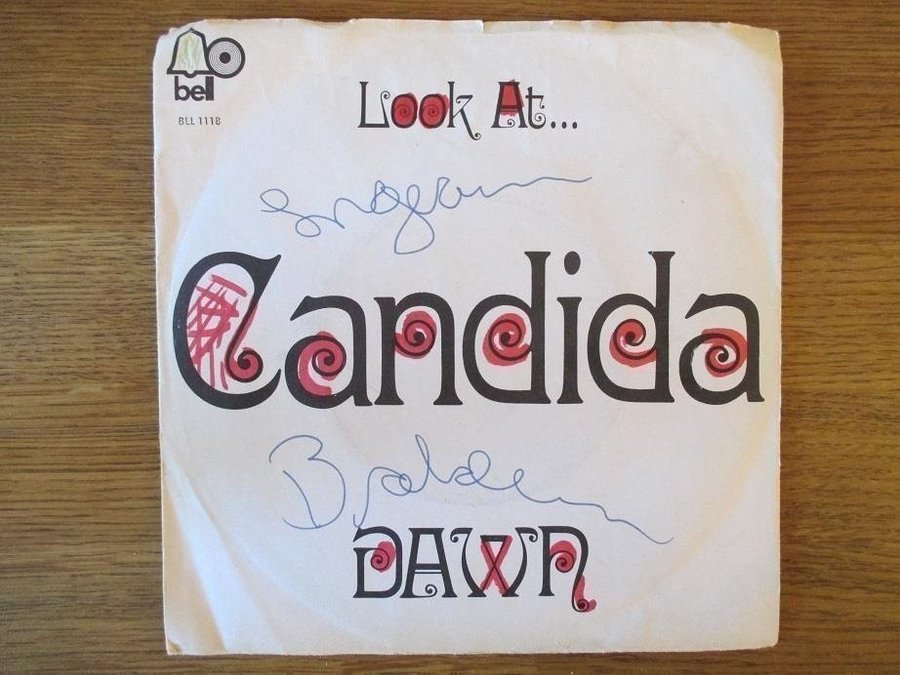 bell
BLL 1118
Look At...
Candida
DAWN